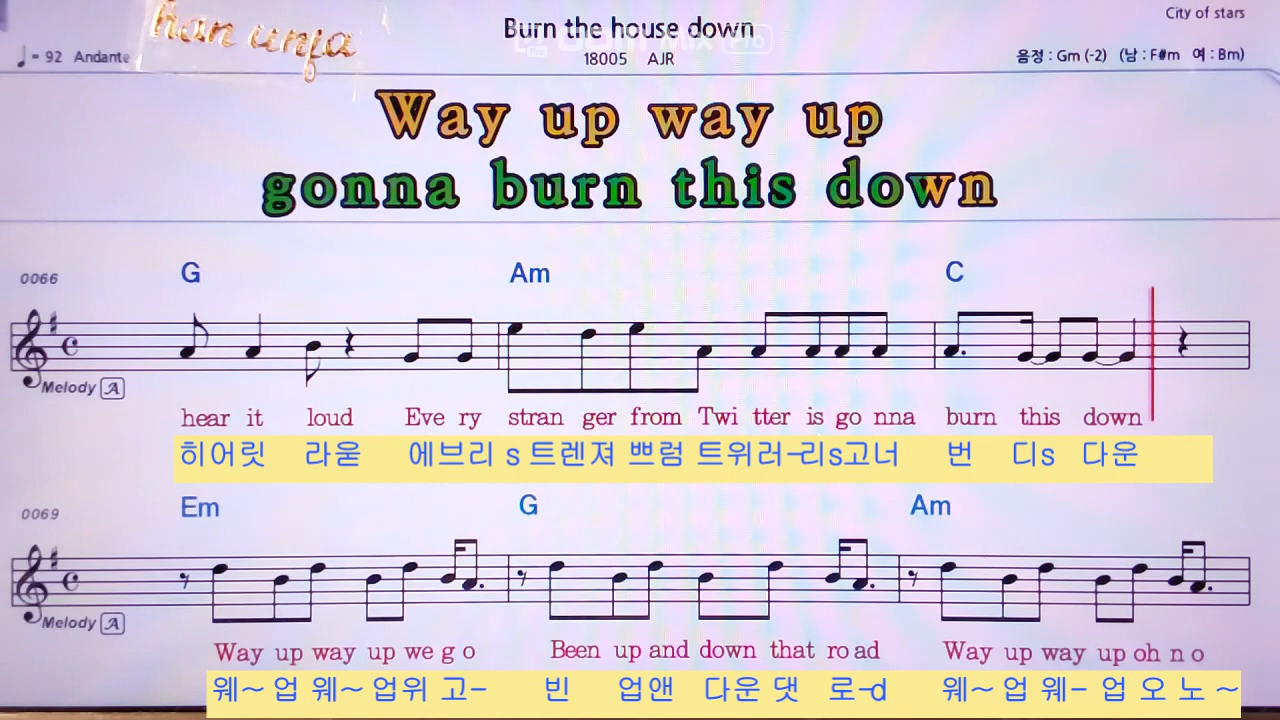 han unja
Burn the house down
City of stars
♩= 92 Andante
18005 AJR
음정 : Gm (-2) (남 : F#m 여 : Bm)
Way up way up
gonna burn this down
0066 G Am C
Melody A
hear it loud Eve ry stran ger from Twi tter is go nna burn this down
히어릿 라욷 에브리 s 트렌져 쁘럼 트위러-리s고너 번 디s 다운
0069 Em G Am
Melody A
Way up way up we g o Been up and down that ro ad Way up way up oh n o
웨~ 업 웨~ 업위 고- 빈 업앤 다운 댓 로-d 웨~ 업 웨- 업 오 노 ~